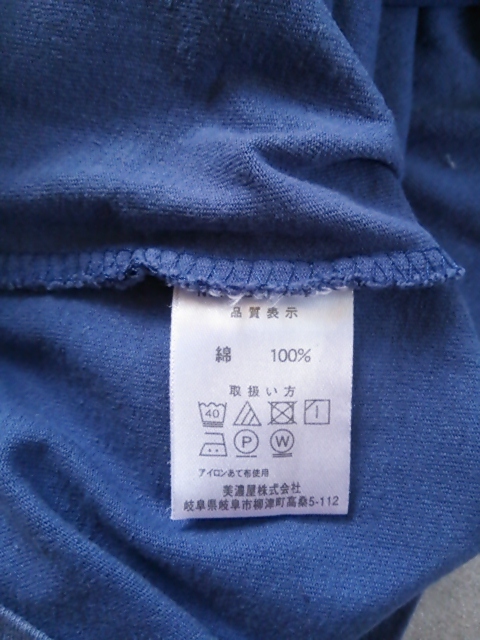 品質表示
綿 100%
取扱い方
40
P W
アイロンあて布使用
美濃屋株式会社
岐阜県岐阜市柳津町高桑5-112